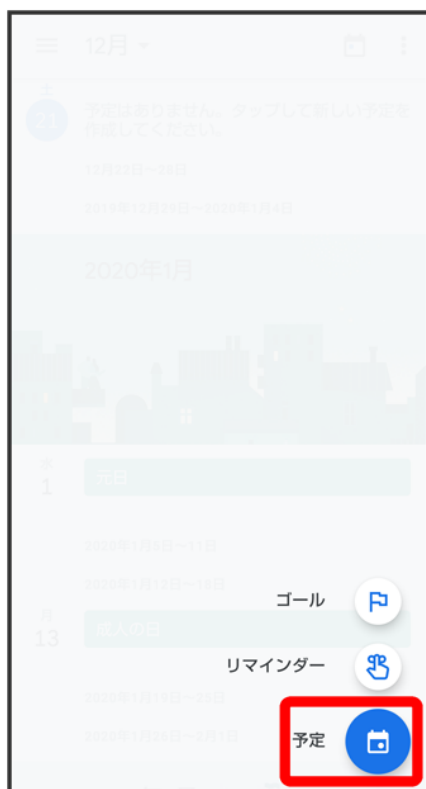 12月
土
21
予定はありません。タップして新しい予定を
作成してください。
12月22日~28日
2019年12月29日~2020年1月4日
2020年1月
水
1
元日
2020年1月5日~11日
2020年1月12日~18日
ゴール
月
13
成人の日
リマインダー
2020年1月19日~25日
2020年1月26日~2月1日
予定